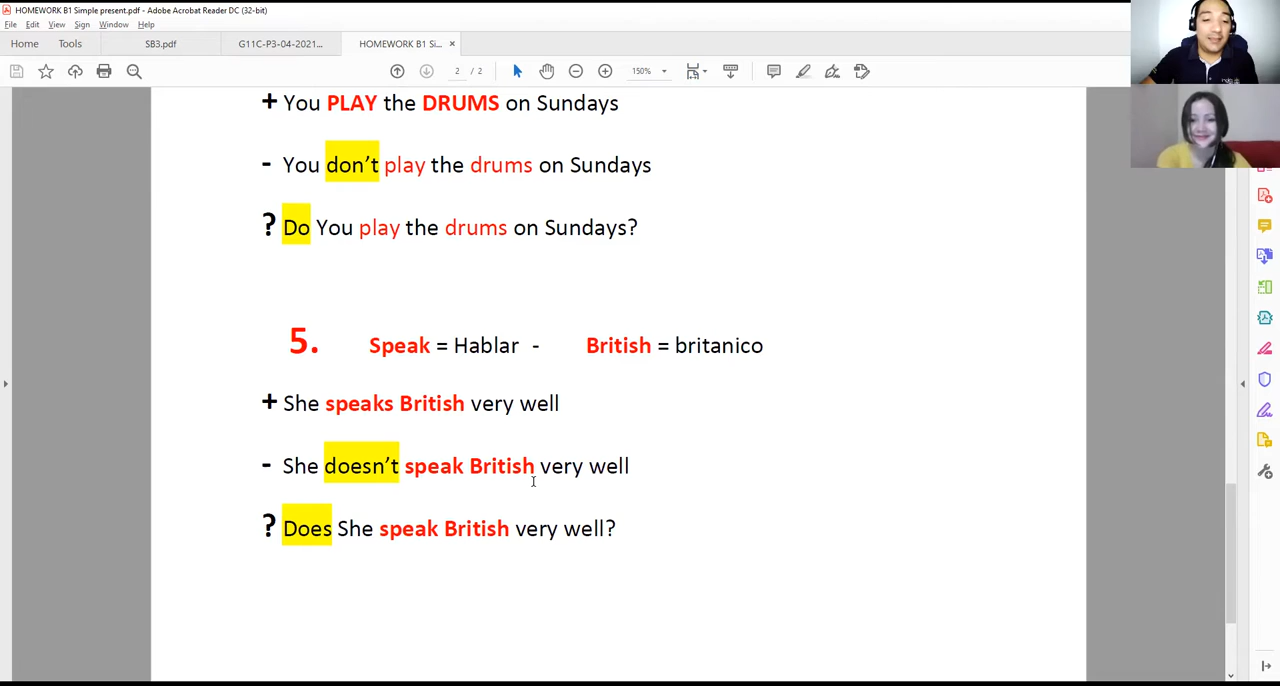 HOMEWORK B1 Simple present.pdf - Adobe Acrobat Reader DC (32-bit)
File Edit View Sign Window Help
Home Tools SB3.pdf G11C-P3-04-2021... HOMEWORK B1 Si... ×
2 / 2 150%
+ You PLAY the DRUMS on Sundays
- You don't play the drums on Sundays
? Do You play the drums on Sundays?
5. Speak = Hablar - British = britanico
+ She speaks British very well
- She doesn't speak British very well
? Does She speak British very well?